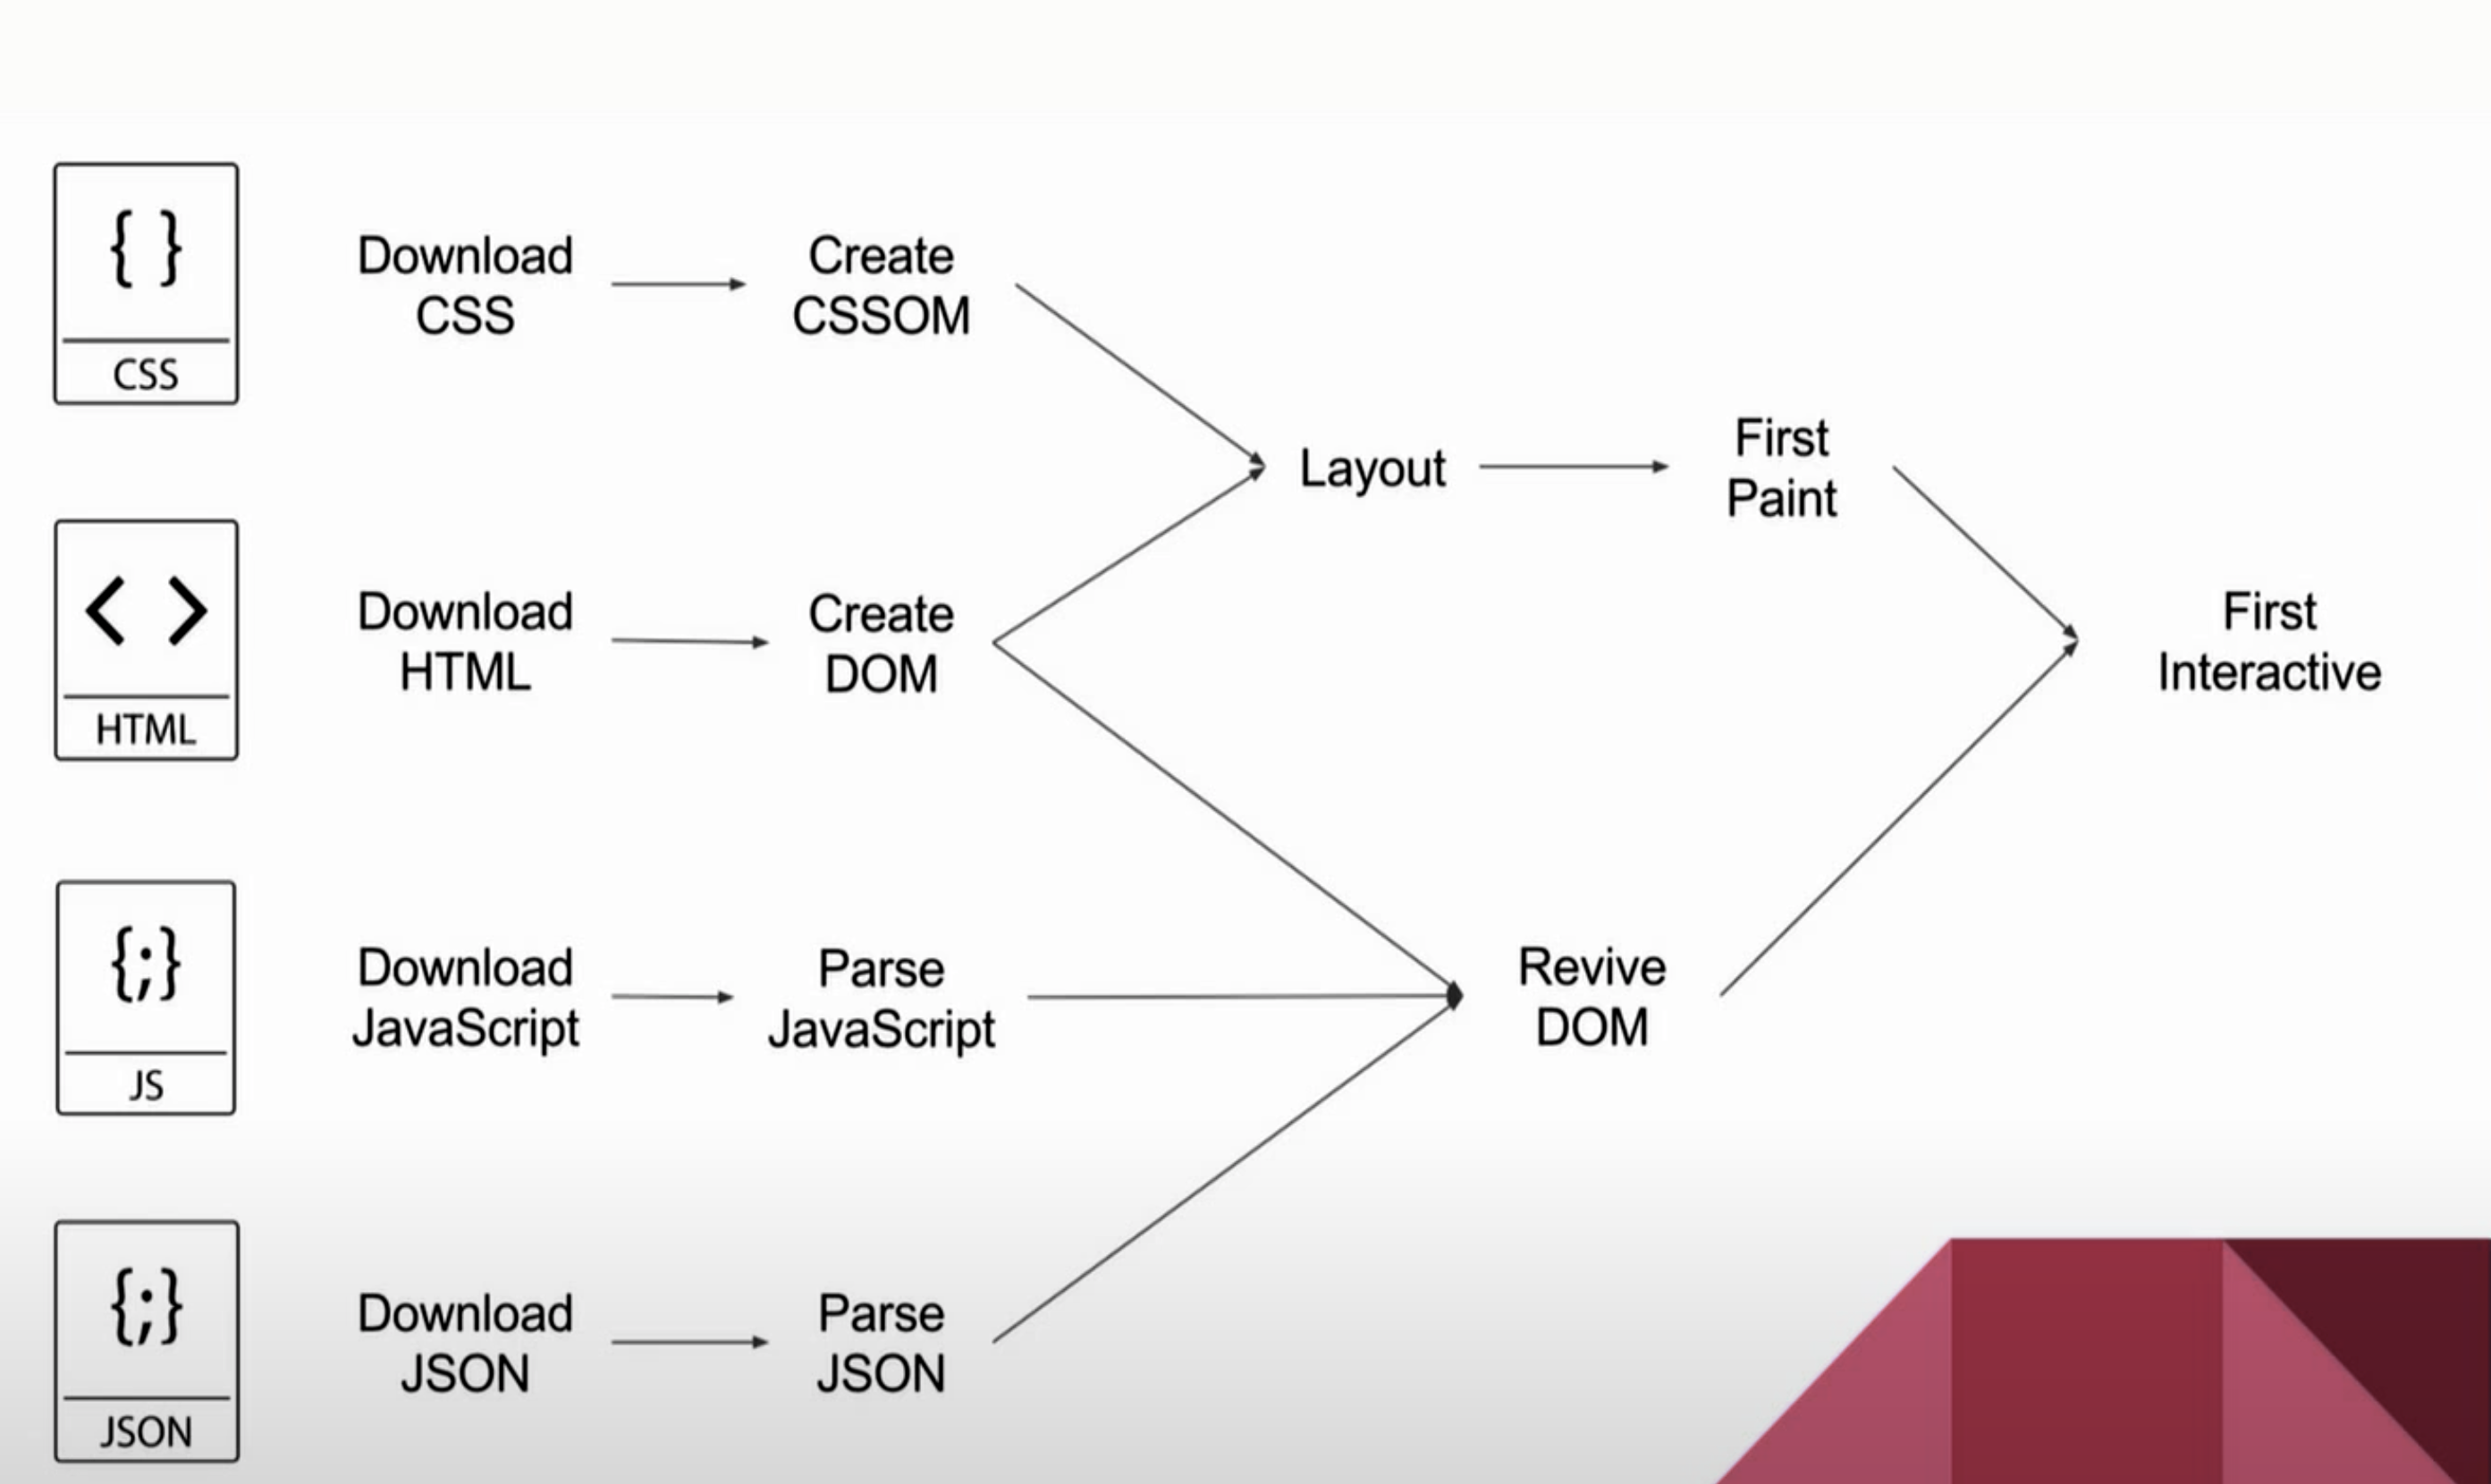 { }
CSS
Download
CSS
Create
CSSOM
< >
HTML
Download
HTML
Create
DOM
Layout
First
Paint
First
Interactive
{;}
JS
Download
JavaScript
Parse
JavaScript
Revive
DOM
{;}
JSON
Download
JSON
Parse
JSON